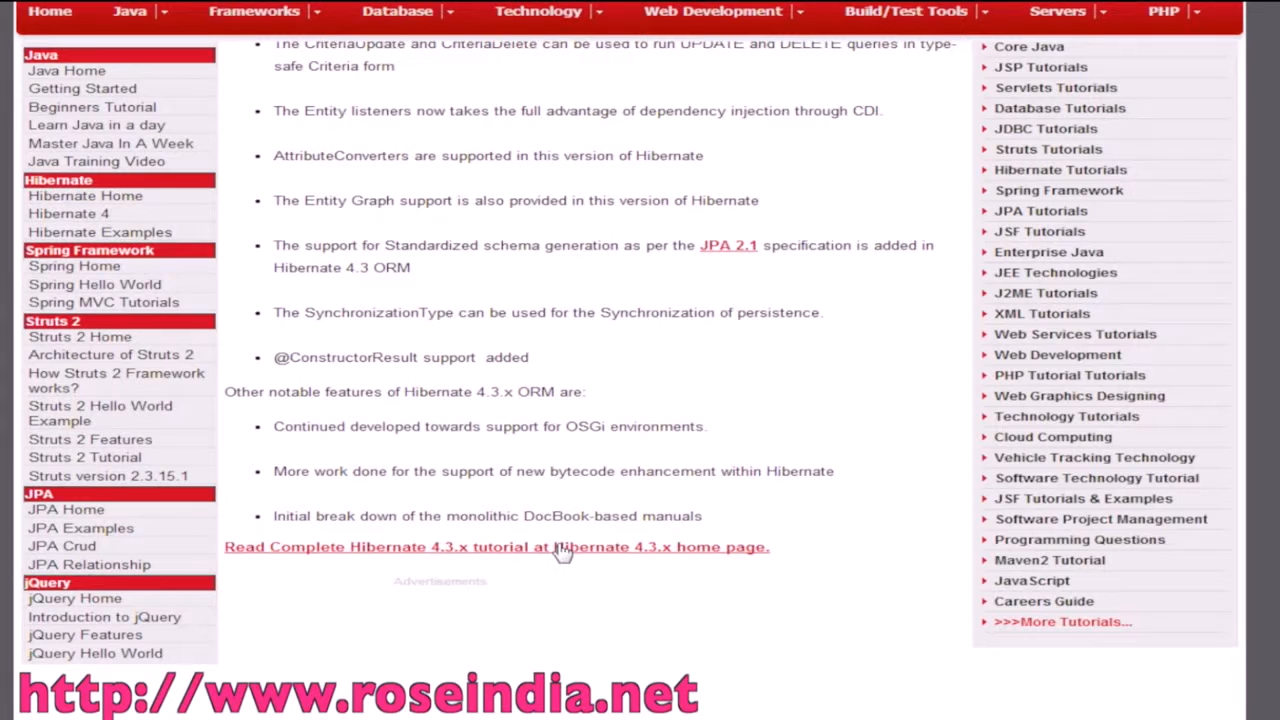 Home Java Frameworks Database Technology Web Development Build/Test Tools Servers PHP
Java
Java Home
Getting Started
Beginners Tutorial
Learn Java in a day
Master Java In A Week
Java Training Video
Hibernate
Hibernate Home
Hibernate 4
Hibernate Examples
Spring Framework
Spring Home
Spring Hello World
Spring MVC Tutorials
Struts 2
Struts 2 Home
Architecture of Struts 2
How Struts 2 Framework
works?
Struts 2 Hello World
Example
Struts 2 Features
Struts 2 Tutorial
Struts version 2.3.15.1
JPA
JPA Home
JPA Examples
JPA Crud
JPA Relationship
jQuery
jQuery Home
Introduction to jQuery
jQuery Features
jQuery Hello World
The CriteriaUpdate and CriteriaDelete can be used to run UPDATE and DELETE queries in type-
safe Criteria form
The Entity listeners now takes the full advantage of dependency injection through CDI.
AttributeConverters are supported in this version of Hibernate
The Entity Graph support is also provided in this version of Hibernate
The support for Standardized schema generation as per the JPA 2.1 specification is added in
Hibernate 4.3 ORM
The SynchronizationType can be used for the Synchronization of persistence.
@ConstructorResult support added
Other notable features of Hibernate 4.3.x ORM are:
Continued developed towards support for OSGi environments.
More work done for the support of new bytecode enhancement within Hibernate
Initial break down of the monolithic DocBook-based manuals
Read Complete Hibernate 4.3.x tutorial at Hibernate 4.3.x home page.
Advertisements
Core Java
JSP Tutorials
Servlets Tutorials
Database Tutorials
JDBC Tutorials
Struts Tutorials
Hibernate Tutorials
Spring Framework
JPA Tutorials
JSF Tutorials
Enterprise Java
JEE Technologies
J2ME Tutorials
XML Tutorials
Web Services Tutorials
Web Development
PHP Tutorial Tutorials
Web Graphics Designing
Technology Tutorials
Cloud Computing
Vehicle Tracking Technology
Software Technology Tutorial
JSF Tutorials & Examples
Software Project Management
Programming Questions
Maven2 Tutorial
JavaScript
Careers Guide
>>>More Tutorials...
http://www.roseindia.net